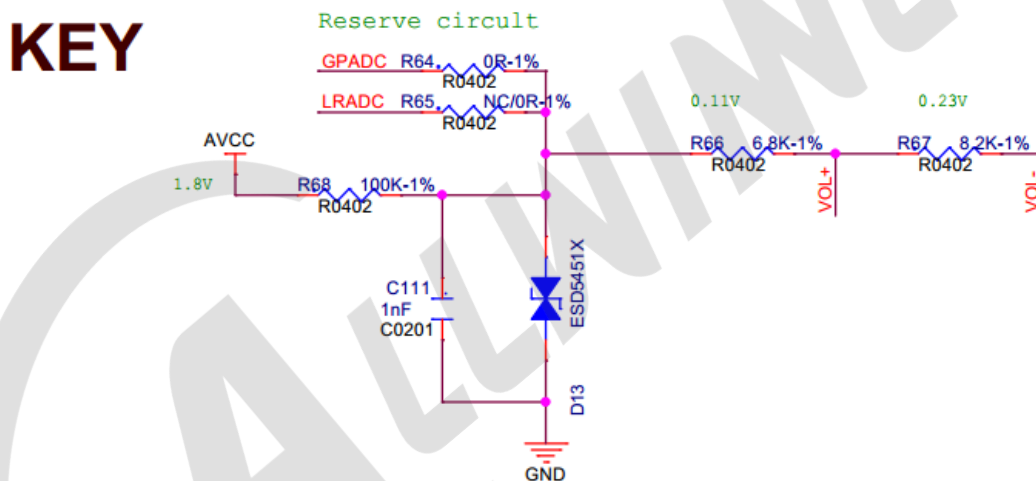 KEY
Reserve circult
GPADC R64 0R-1%
R0402
LRADC R65 NC/0R-1%
R0402
0.11V 0.23V
AVCC
R66 6.8K-1% R67 8.2K-1%
R0402 R0402
1.8V R68 100K-1%
R0402
VOL+
VOL-
C111
1nF
C0201
ESD5451X
D13
GND
ALLWINNE